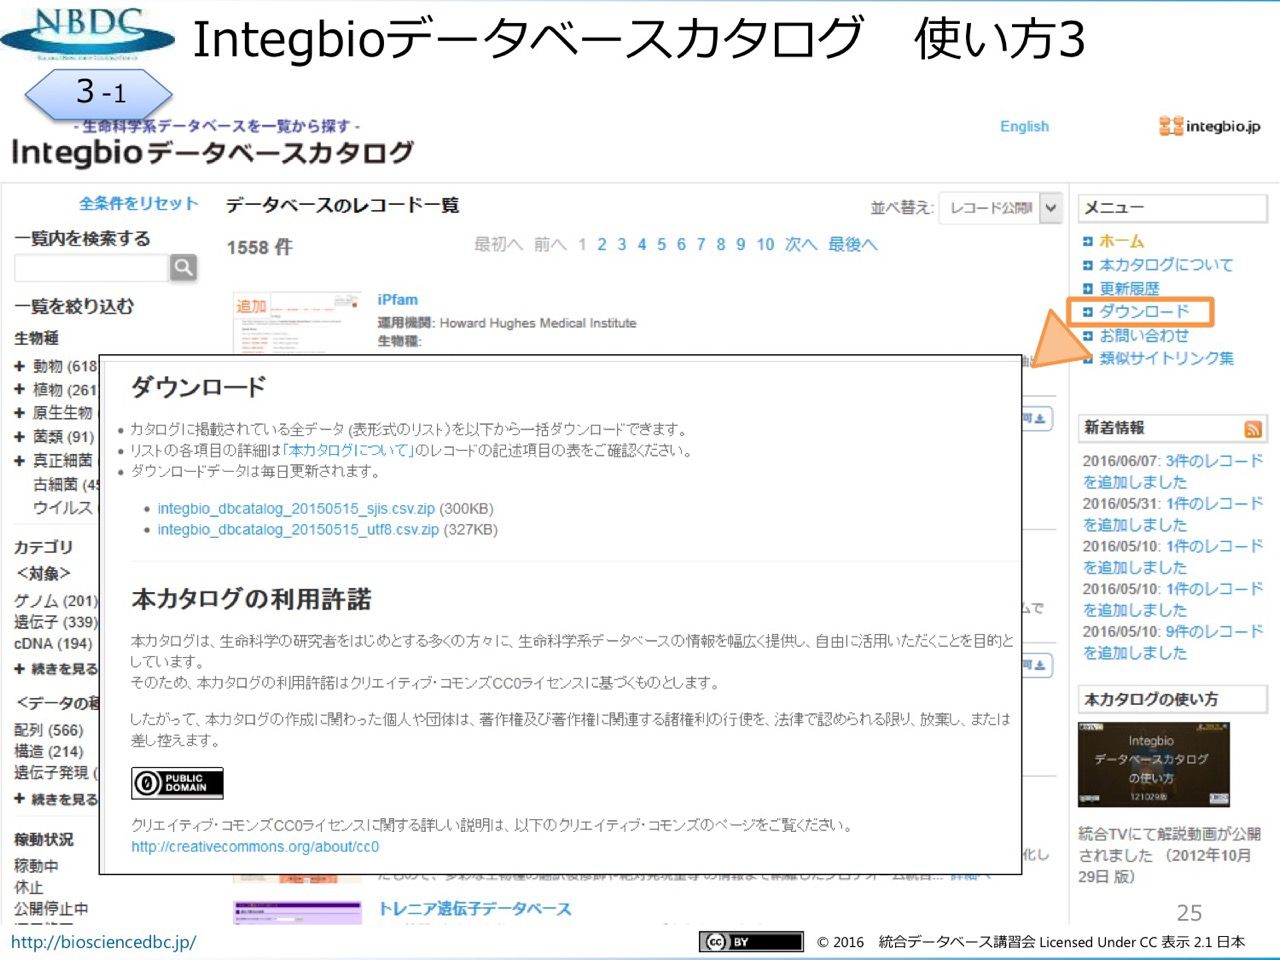 NBDC
Integbioデータベースカタログ　使い方3
3-1
- 生命科学系データベースを一覧から探す -
Integbioデータベースカタログ
English
integbio.jp
全条件をリセット
一覧内を検索する
一覧を絞り込む
生物種
動物 (618
植物 (261
原生生物
菌類 (91)
真正細菌
古細菌 (45
ウイルス (
カテゴリ
＜対象＞
ゲノム (201)
遺伝子 (339)
cDNA (194)
続きを見る
＜データの種
配列 (566)
構造 (214)
遺伝子発現 (
続きを見る
稼動状況
稼動中
休止
公開停止中
データベースのレコード一覧
1558 件
並べ替え:
レコード公開
最初へ 前へ 1 2 3 4 5 6 7 8 9 10 次へ 最後へ
追加
iPfam
運用機関: Howard Hughes Medical Institute
生物種:
ダウンロード
カタログに掲載されている全データ (表形式のリスト)を以下から一括ダウンロードできます。
リストの各項目の詳細は「本カタログについて」のレコードの記述項目の表をご確認ください。
ダウンロードデータは毎日更新されます。
integbio_dbcatalog_20150515_sjis.csv.zip (300KB)
integbio_dbcatalog_20150515_utf8.csv.zip (327KB)
本カタログの利用許諾
本カタログは、生命科学の研究者をはじめとする多くの方々に、生命科学系データベースの情報を幅広く提供し、自由に活用いただくことを目的と
しています。
そのため、本カタログの利用許諾はクリエイティブ・コモンズCC0ライセンスに基づくものとします。
したがって、本カタログの作成に関わった個人や団体は、著作権及び著作権に関連する諸権利の行使を、法律で認められる限り、放棄し、または
差し控えます。
PUBLIC
DOMAIN
クリエイティブ・コモンズCC0ライセンスに関する詳しい説明は、以下のクリエイティブ・コモンズのページをご覧ください。
http://creativecommons.org/about/cc0
可
ムで
可
化し
トレニア遺伝子データベース
メニュー
ホーム
本カタログについて
更新履歴
ダウンロード
お問い合わせ
類似サイトリンク集
新着情報
2016/06/07: 3件のレコード
を追加しました
2016/05/31: 1件のレコード
を追加しました
2016/05/10: 1件のレコード
を追加しました
2016/05/10: 1件のレコード
を追加しました
2016/05/10: 9件のレコード
を追加しました
本カタログの使い方
Integbio
データベースカタログ
の使い方
121029版
統合TVにて解説動画が公開
されました （2012年10月
29日 版）
25
http://biosciencedbc.jp/
cc BY
© 2016　統合データベース講習会 Licensed Under CC 表示 2.1 日本